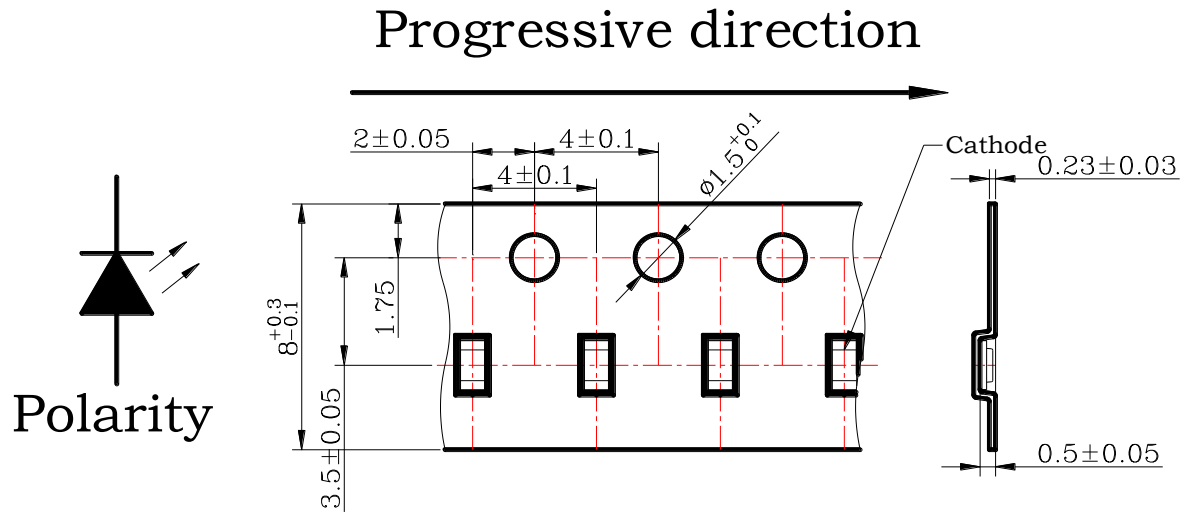 Progressive direction
2±0.05
4±0.1
4±0.1
ø1.5 +0.1 0
Cathode
0.23±0.03
8 +0.3 -0.1
1.75
3.5±0.05
0.5±0.05
Polarity